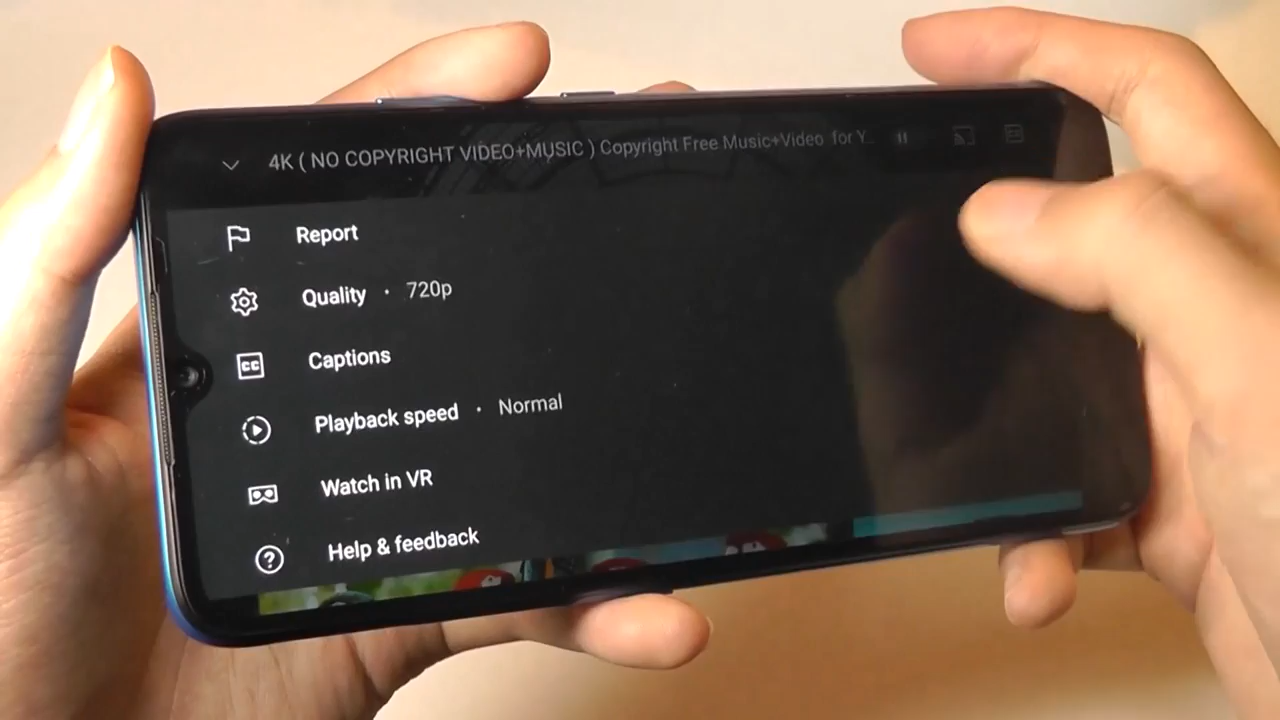 4K ( NO COPYRIGHT VIDEO+MUSIC ) Copyright Free Music+Video for Y...
Report
Quality · 720p
CC Captions
Playback speed · Normal
Watch in VR
? Help & feedback